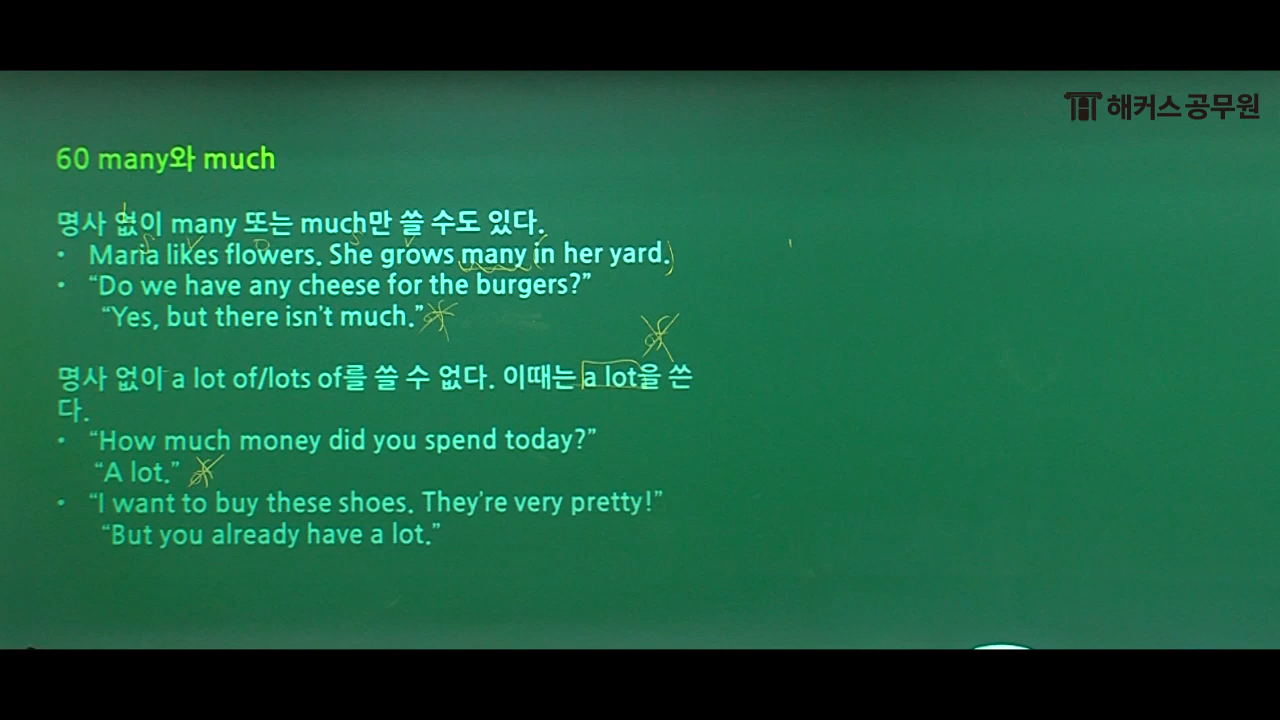 해커스공무원
60 many와 much
명사 없이 many 또는 much만 쓸 수도 있다.
• Maria likes flowers. She grows many in her yard.
• “Do we have any cheese for the burgers?”
“Yes, but there isn’t much.”
명사 없이 a lot of/lots of를 쓸 수 없다. 이때는 a lot을 쓴
다.
• “How much money did you spend today?”
“A lot.”
• “I want to buy these shoes. They’re very pretty!”
“But you already have a lot.”